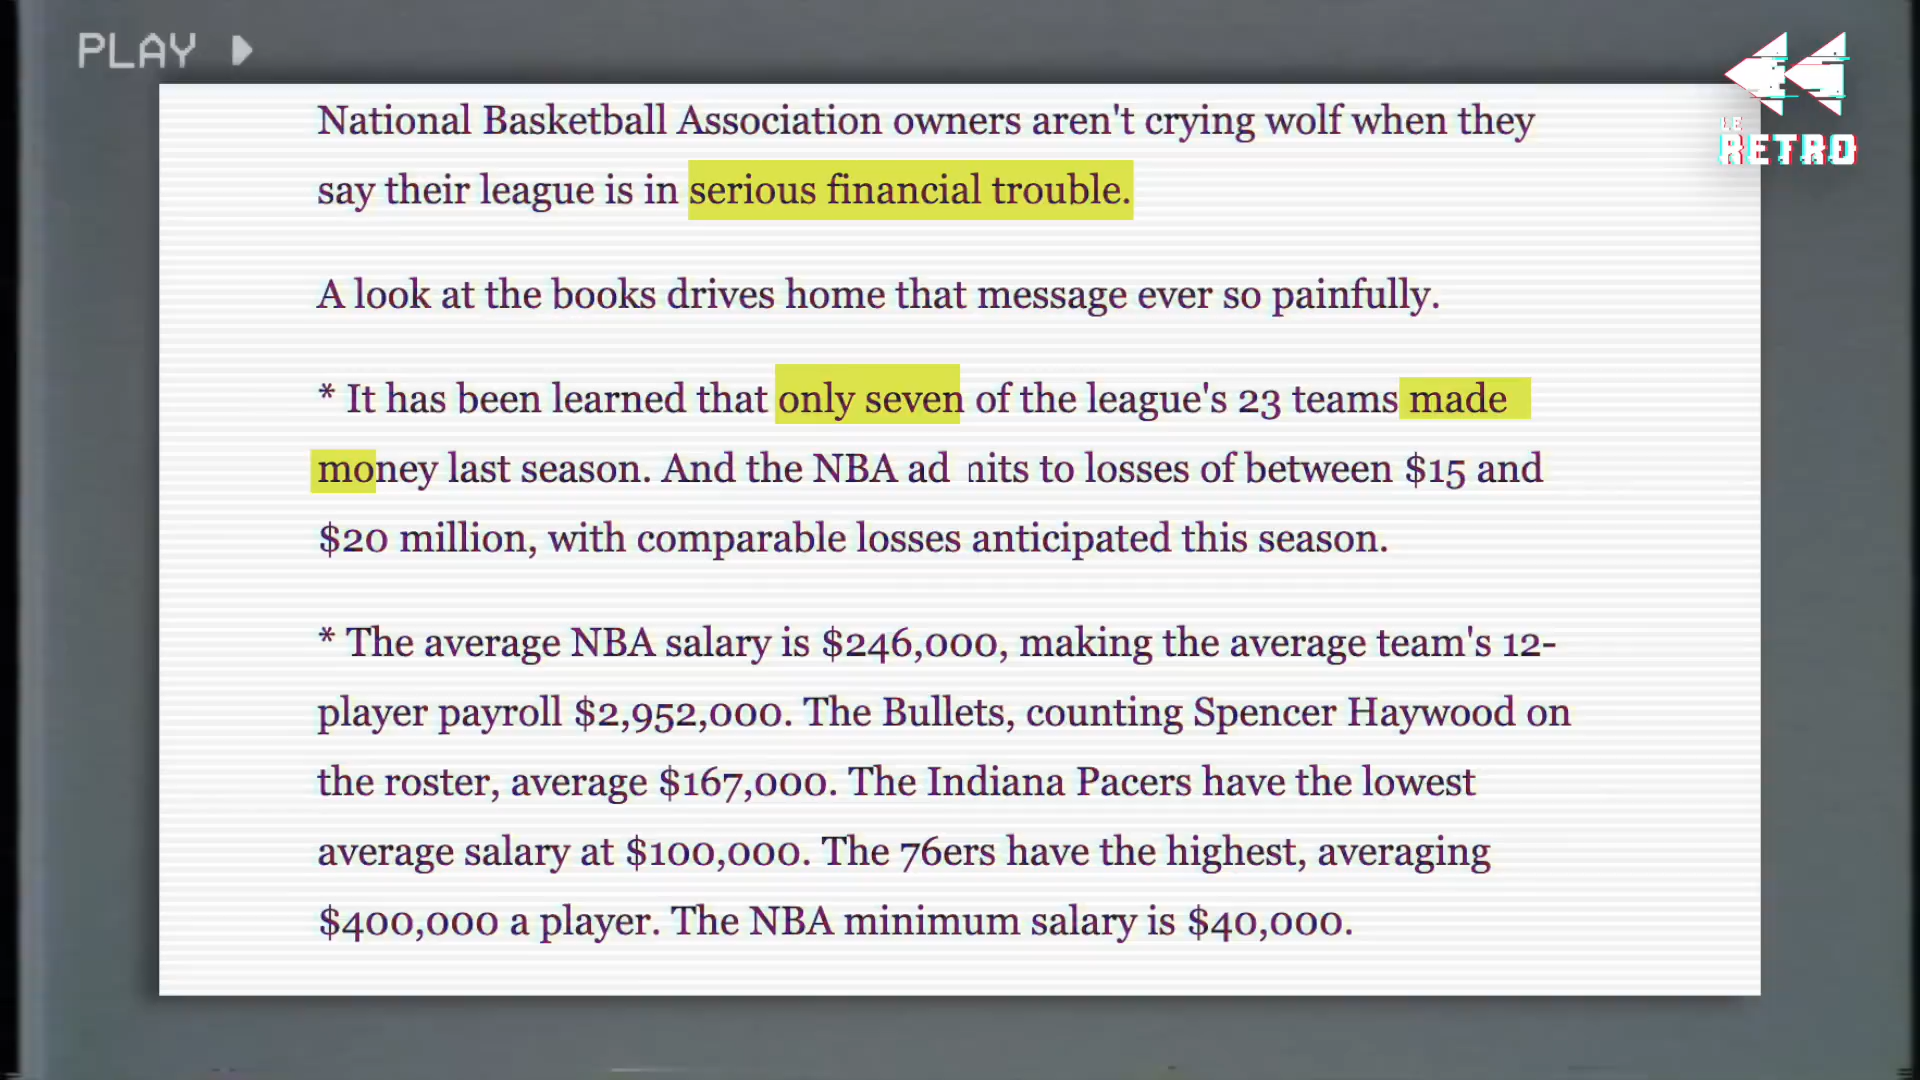 PLAY
LE
RETRO
National Basketball Association owners aren't crying wolf when they
say their league is in serious financial trouble.
A look at the books drives home that message ever so painfully.
* It has been learned that only seven of the league's 23 teams made
money last season. And the NBA ad nits to losses of between $15 and
$20 million, with comparable losses anticipated this season.
* The average NBA salary is $246,000, making the average team's 12-
player payroll $2,952,000. The Bullets, counting Spencer Haywood on
the roster, average $167,000. The Indiana Pacers have the lowest
average salary at $100,000. The 76ers have the highest, averaging
$400,000 a player. The NBA minimum salary is $40,000.